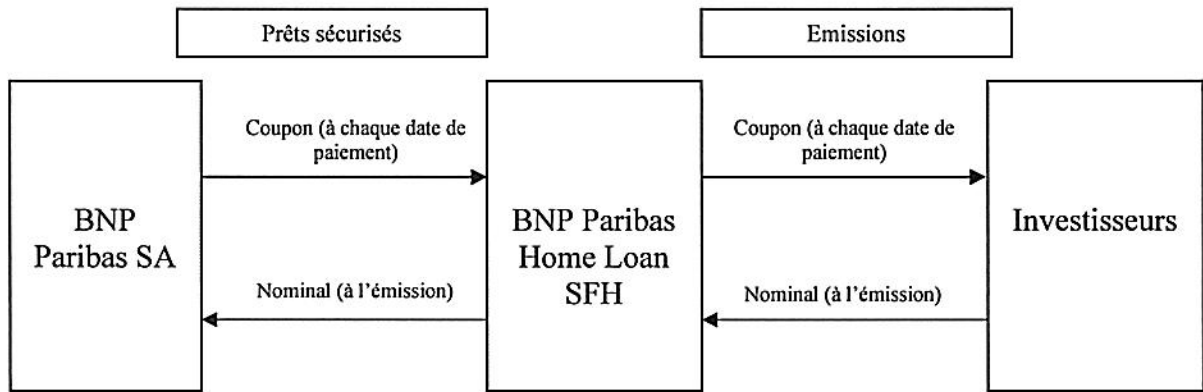 Prêts sécurisés
Emissions
Coupon (à chaque date de
paiement)
Coupon (à chaque date de
paiement)
BNP
Paribas SA
BNP Paribas
Home Loan
SFH
Investisseurs
Nominal (à l'émission)
Nominal (à l'émission)